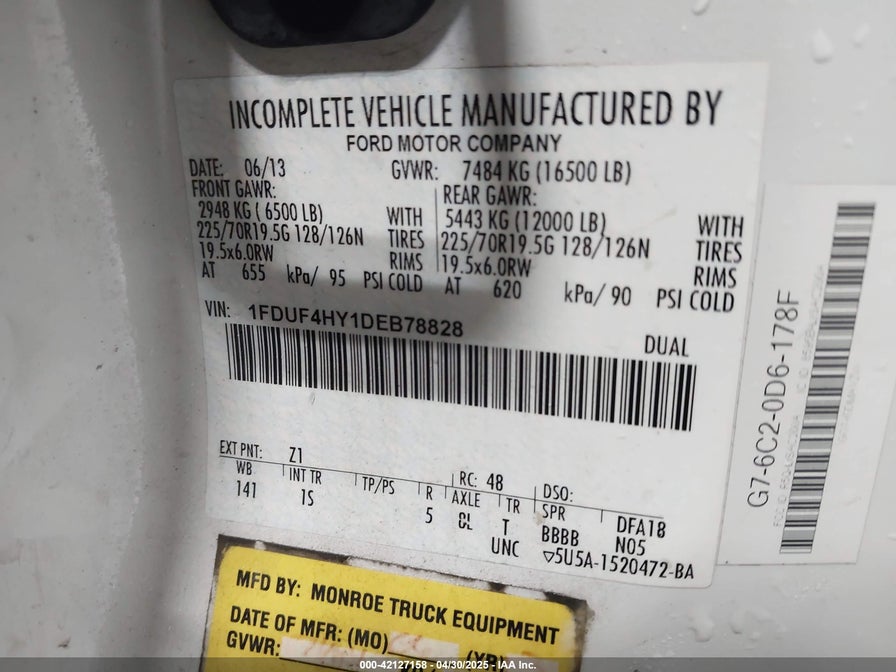 INCOMPLETE VEHICLE MANUFACTURED BY
FORD MOTOR COMPANY
DATE: 06/13 GVWR: 7484 KG (16500 LB)
FRONT GAWR: REAR GAWR:
2948 KG ( 6500 LB) WITH 5443 KG (12000 LB) WITH
225/70R19.5G 128/126N TIRES 225/70R19.5G 128/126N TIRES
19.5x6.0RW RIMS 19.5x6.0RW RIMS
AT 655 kPa/ 95 PSI COLD AT 620 kPa/ 90 PSI COLD
VIN: 1FDUF4HY1DEB78828
DUAL
EXT PNT: Z1 RC: 48 DSO:
WB INT TR TP/PS R AXLE TR SPR
141 1S 5 8L T BBBB DFA18
UNC N05
▽5U5A-1520472-BA
G7-6C2-0D6-178F
MFD BY: MONROE TRUCK EQUIPMENT
DATE OF MFR: (MO) (YR)
GVWR:
000-42127158 - 04/30/2025 - IAA Inc.